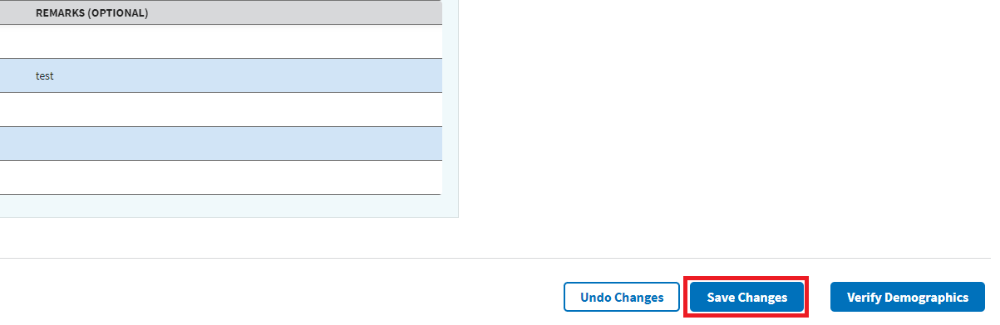 REMARKS (OPTIONAL)
test
Undo Changes
Save Changes
Verify Demographics